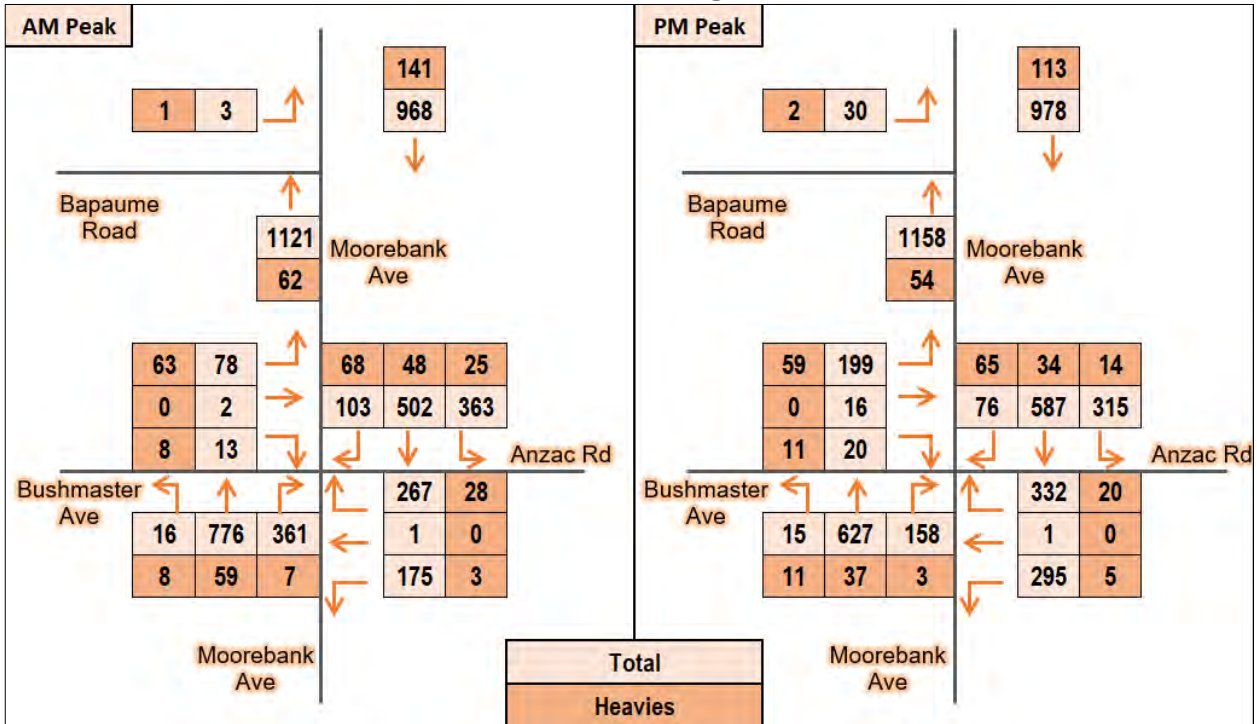 AM Peak
PM Peak
141
113
1 3
968
2 30
978
Bapaume
Road
Bapaume
Road
1121
1158
Moorebank
Ave
Moorebank
Ave
62
54
63 78
68 48 25
59 199
65 34 14
0 2
103 502 363
0 16
76 587 315
8 13
11 20
Anzac Rd
Anzac Rd
Bushmaster
Ave
267 28
Bushmaster
Ave
332 20
16 776 361
1 0
15 627 158
1 0
8 59 7
175 3
11 37 3
295 5
Moorebank
Ave
Moorebank
Ave
Total
Heavies